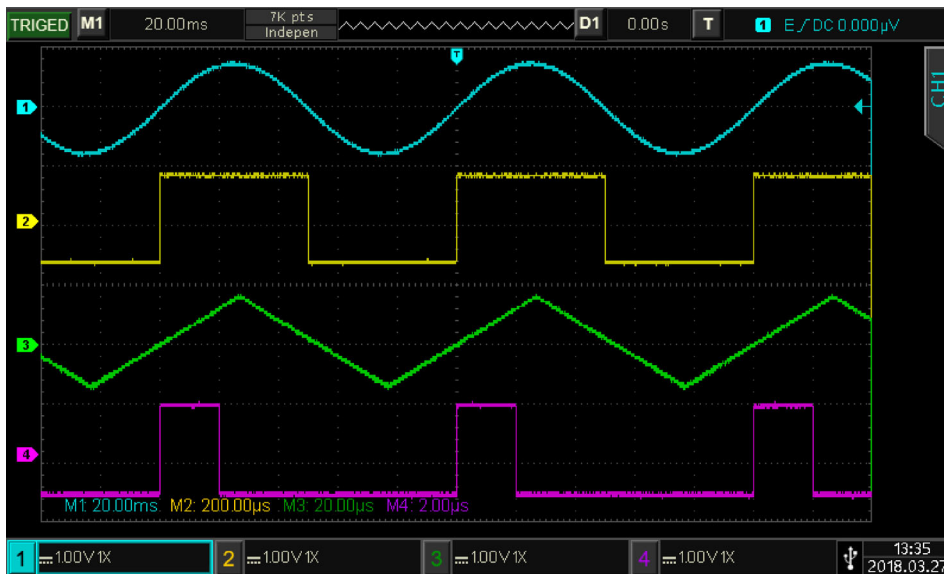 TRIGED M1 20.00ms 7K pts D1 0.00s T 1 E DC 0.000μV
Indepen
T
CH1
1
2
3
4
M1: 20.00ms M2: 200.00μs M3: 20.00μs M4: 2.00μs
1 1.00V 1X 2 1.00V 1X 3 1.00V 1X 4 1.00V 1X 13:35
2018.03.27